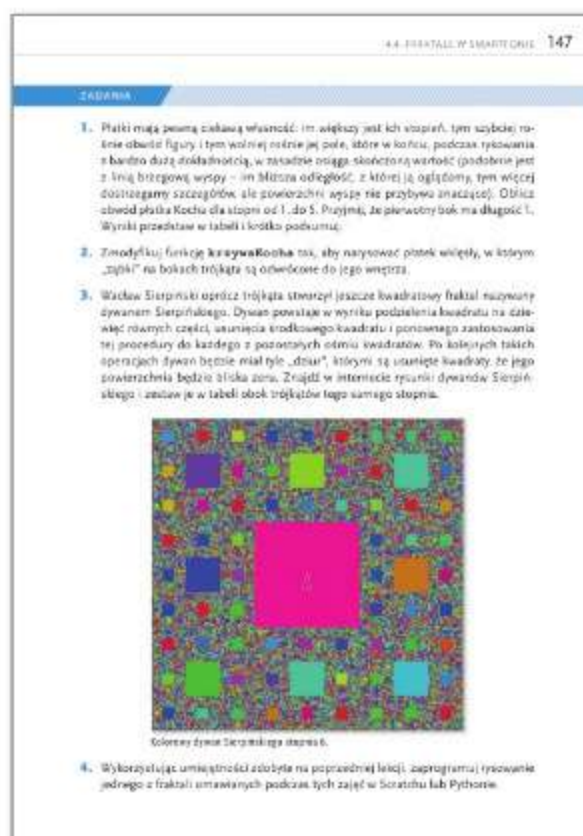 4.4. FRAKTALE W SMARTFONIE 147
ZADANIA
1. Płatki mają pewną ciekawą własność: im większy jest ich stopień, tym szybciej ro-
śnie obwód figury i tym wolniej rośnie jej pole, które w końcu, podczas rysowania
z bardzo dużą dokładnością, w zasadzie osiąga skończoną wartość (podobnie jest
z linią brzegową wyspy – im bliższa odległość, z której ją oglądamy, tym więcej
dostrzegamy szczegółów, ale powierzchni wyspy nie przybywa znacząco). Oblicz
obwód płatka Kocha dla stopni od 1. do 5. Przyjmij, że pierwotny bok ma długość 1.
Wyniki przedstaw w tabeli i krótko podsumuj.
2. Zmodyfikuj funkcję krzywaKocha tak, aby narysować płatek wklęsły, w którym
„ząbki” na bokach trójkąta są odwrócone do jego wnętrza.
3. Wacław Sierpiński oprócz trójkąta stworzył jeszcze kwadratowy fraktal nazywany
dywanem Sierpińskiego. Dywan powstaje w wyniku podzielenia kwadratu na dzie-
więć równych części, usunięcia środkowego kwadratu i ponownego zastosowania
tej procedury do każdego z pozostałych ośmiu kwadratów. Po kolejnych takich
operacjach dywan będzie miał tyle „dziur”, którymi są usunięte kwadraty, że jego
powierzchnia będzie bliska zera. Znajdź w internecie rysunki dywanów Sierpiń-
skiego i zestaw je w tabeli obok trójkątów tego samego stopnia.
Kolorowy dywan Sierpińskiego stopnia 6.
4. Wykorzystując umiejętności zdobyte na poprzedniej lekcji, zaprogramuj rysowanie
jednego z fraktali omawianych podczas tych zajęć w Scratchu lub Pythonie.